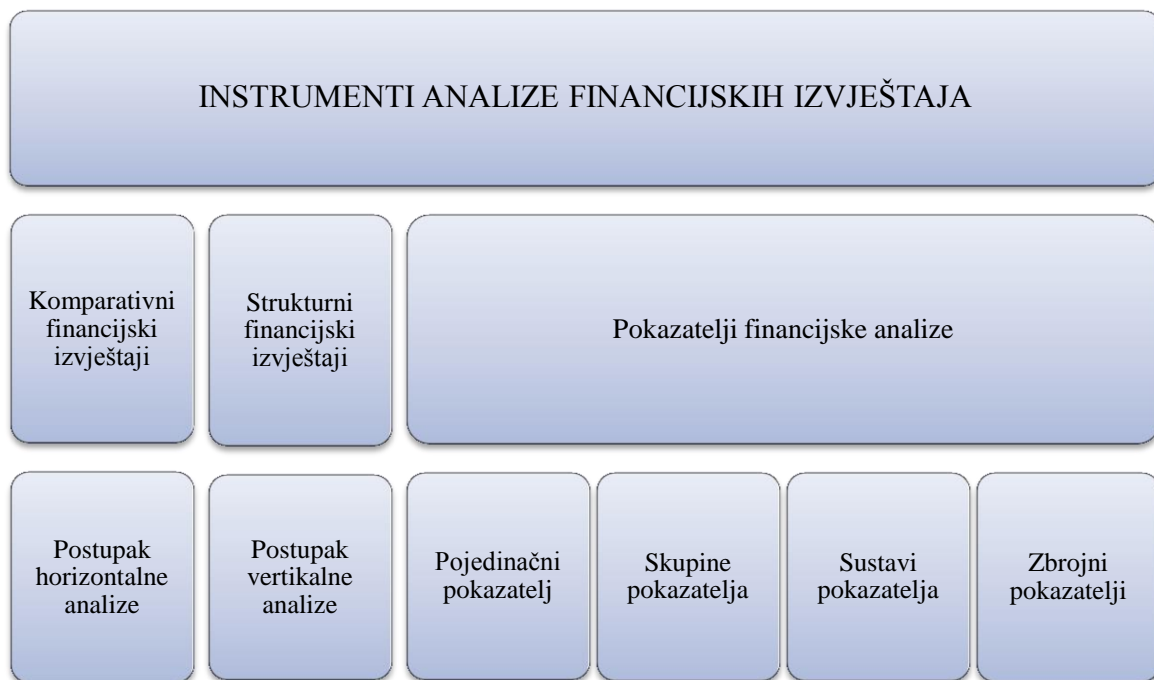 INSTRUMENTI ANALIZE FINANCIJSKIH IZVJEŠTAJA
Komparativni
financijski
izvještaji
Strukturni
financijski
izvještaji
Pokazatelji financijske analize
Postupak
horizontalne
analize
Postupak
vertikalne
analize
Pojedinačni
pokazatelj
Skupine
pokazatelja
Sustavi
pokazatelja
Zbrojni
pokazatelji